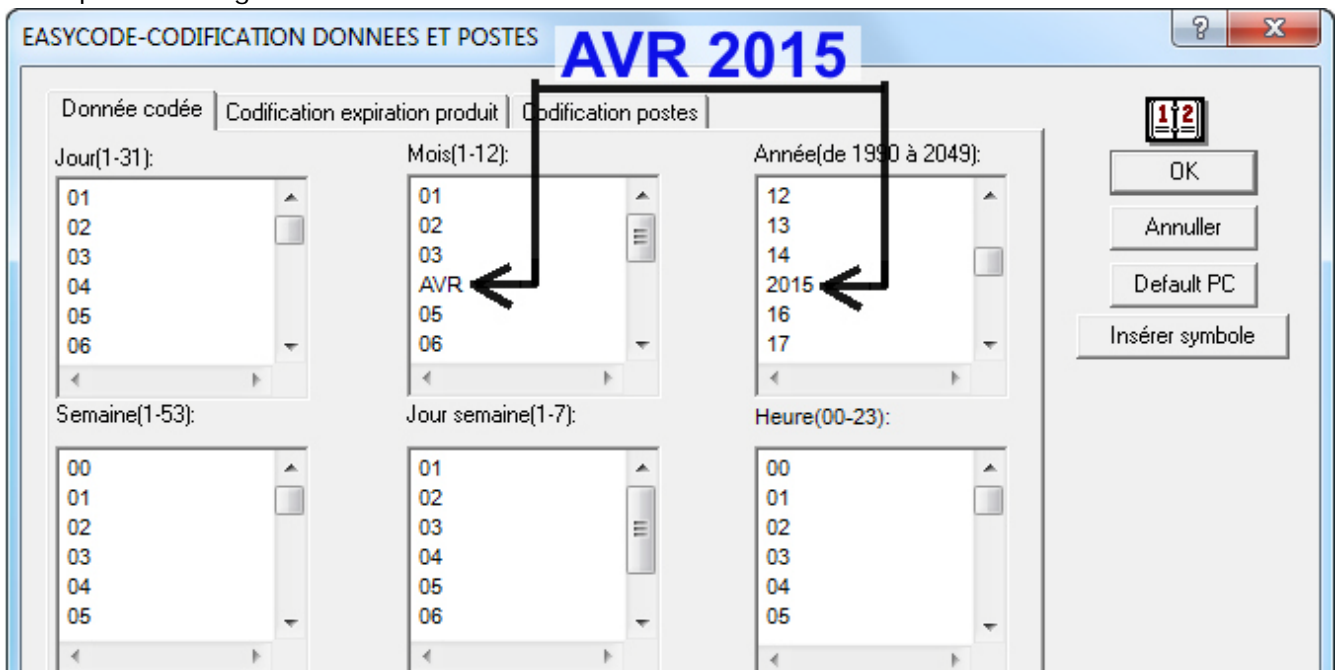 EASYCODE-CODIFICATION DONNEES ET POSTES
AVR 2015
Donnée codée Codification expiration produit Codification postes
Jour(1-31): Mois(1-12): Année(de 1990 à 2049):
01 01 12
02 02 13
03 03 14
04 AVR 2015
05 05 16
06 06 17
12
OK
Annuller
Default PC
Insérer symbole
Semaine(1-53): Jour semaine(1-7): Heure(00-23):
00 01 00
01 02 01
02 03 02
03 04 03
04 05 04
05 06 05